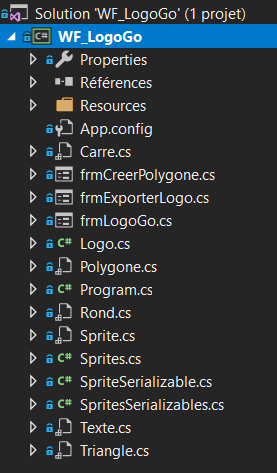 Solution 'WF_LogoGo' (1 projet)
C# WF_LogoGo
Properties
Références
Resources
App.config
Carre.cs
frmCreerPolygone.cs
frmExporterLogo.cs
frmLogoGo.cs
C# Logo.cs
Polygone.cs
C# Program.cs
Rond.cs
Sprite.cs
C# Sprites.cs
C# SpriteSerializable.cs
C# SpritesSerializables.cs
Texte.cs
Triangle.cs